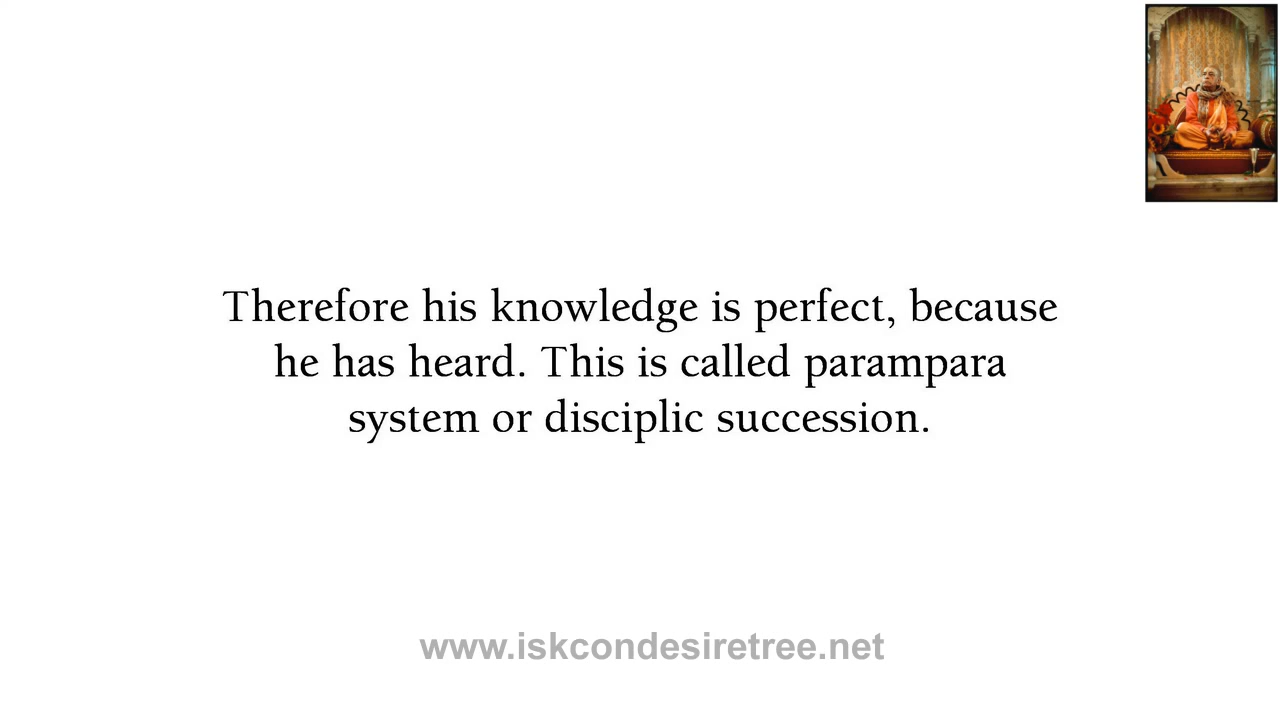 Therefore his knowledge is perfect, because
he has heard. This is called parampara
system or disciplic succession.
www.iskcondesiretree.net